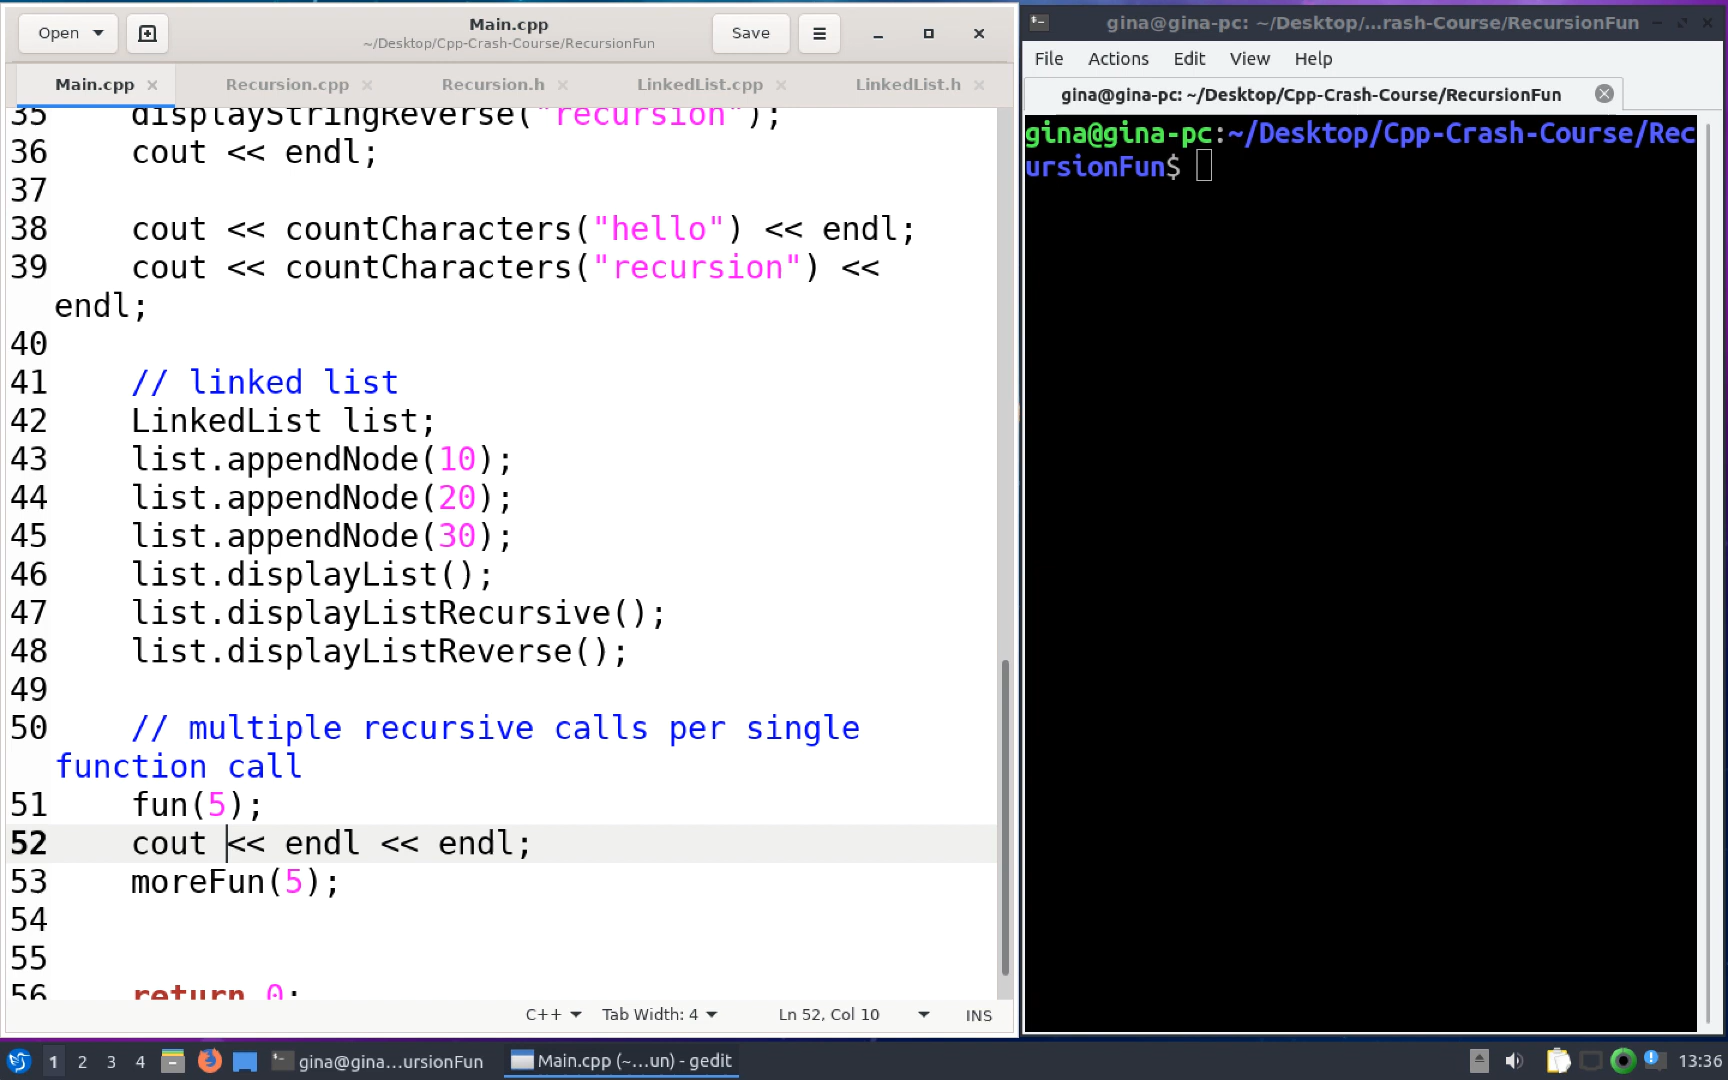 Open
Main.cpp
~/Desktop/Cpp-Crash-Course/RecursionFun
Save
Main.cpp
Recursion.cpp
Recursion.h
LinkedList.cpp
LinkedList.h
35 displayStringReverse("recursion");
36 cout << endl;
37
38 cout << countCharacters("hello") << endl;
39 cout << countCharacters("recursion") <<
endl;
40
41 // linked list
42 LinkedList list;
43 list.appendNode(10);
44 list.appendNode(20);
45 list.appendNode(30);
46 list.displayList();
47 list.displayListRecursive();
48 list.displayListReverse();
49
50 // multiple recursive calls per single
function call
51 fun(5);
52 cout << endl << endl;
53 moreFun(5);
54
55
56 return 0;
C++
Tab Width: 4
Ln 52, Col 10
INS
gina@gina-pc: ~/Desktop/...rash-Course/RecursionFun
File Actions Edit View Help
gina@gina-pc: ~/Desktop/Cpp-Crash-Course/RecursionFun
gina@gina-pc:~/Desktop/Cpp-Crash-Course/Rec
ursionFun$
1 2 3 4
gina@gina...ursionFun
Main.cpp (~...un) - gedit
13:36